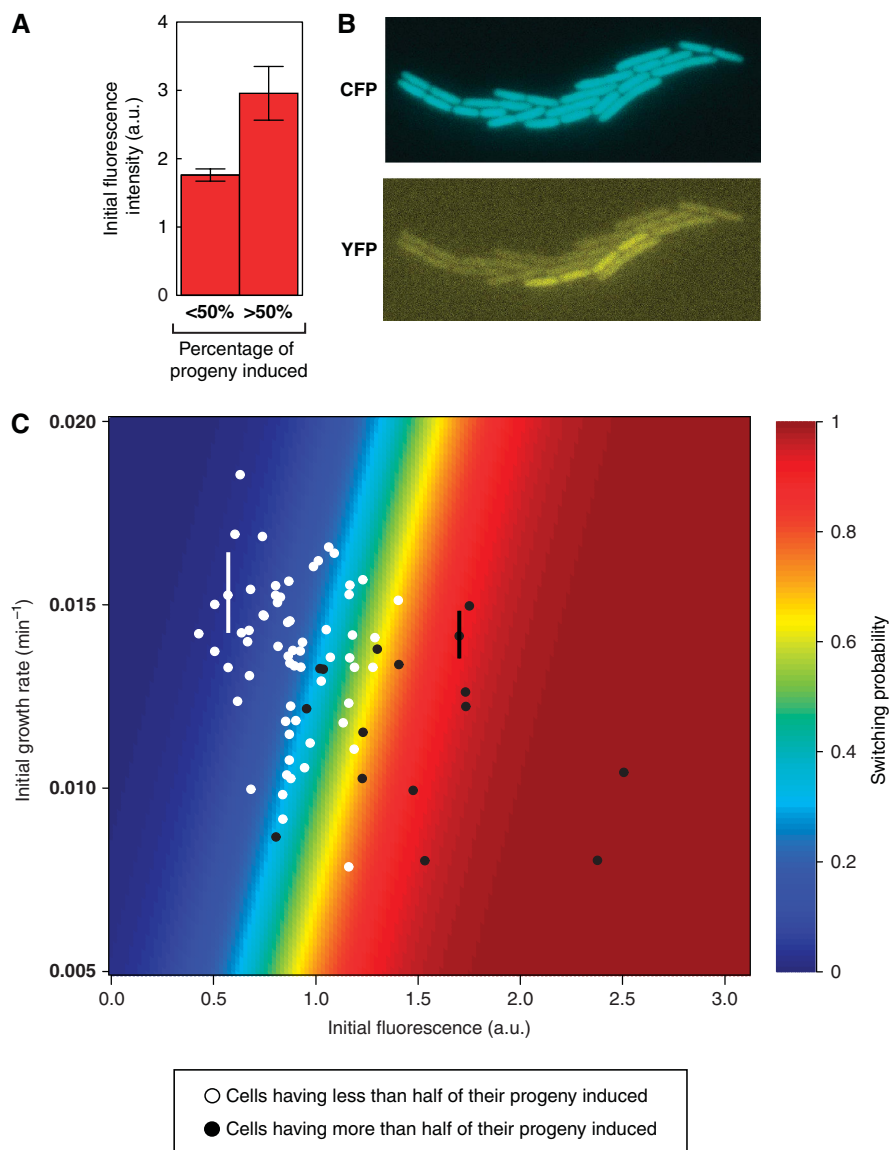 A
4
3
2
1
0
Initial fluorescence
intensity (a.u.)
<50% >50%
Percentage of
progeny induced
B
CFP
YFP
C
0.020
0.015
0.010
0.005
Initial growth rate (min⁻¹)
0.0 0.5 1.0 1.5 2.0 2.5 3.0
Initial fluorescence (a.u.)
1
0.8
0.6
0.4
0.2
0
Switching probability
Cells having less than half of their progeny induced
Cells having more than half of their progeny induced